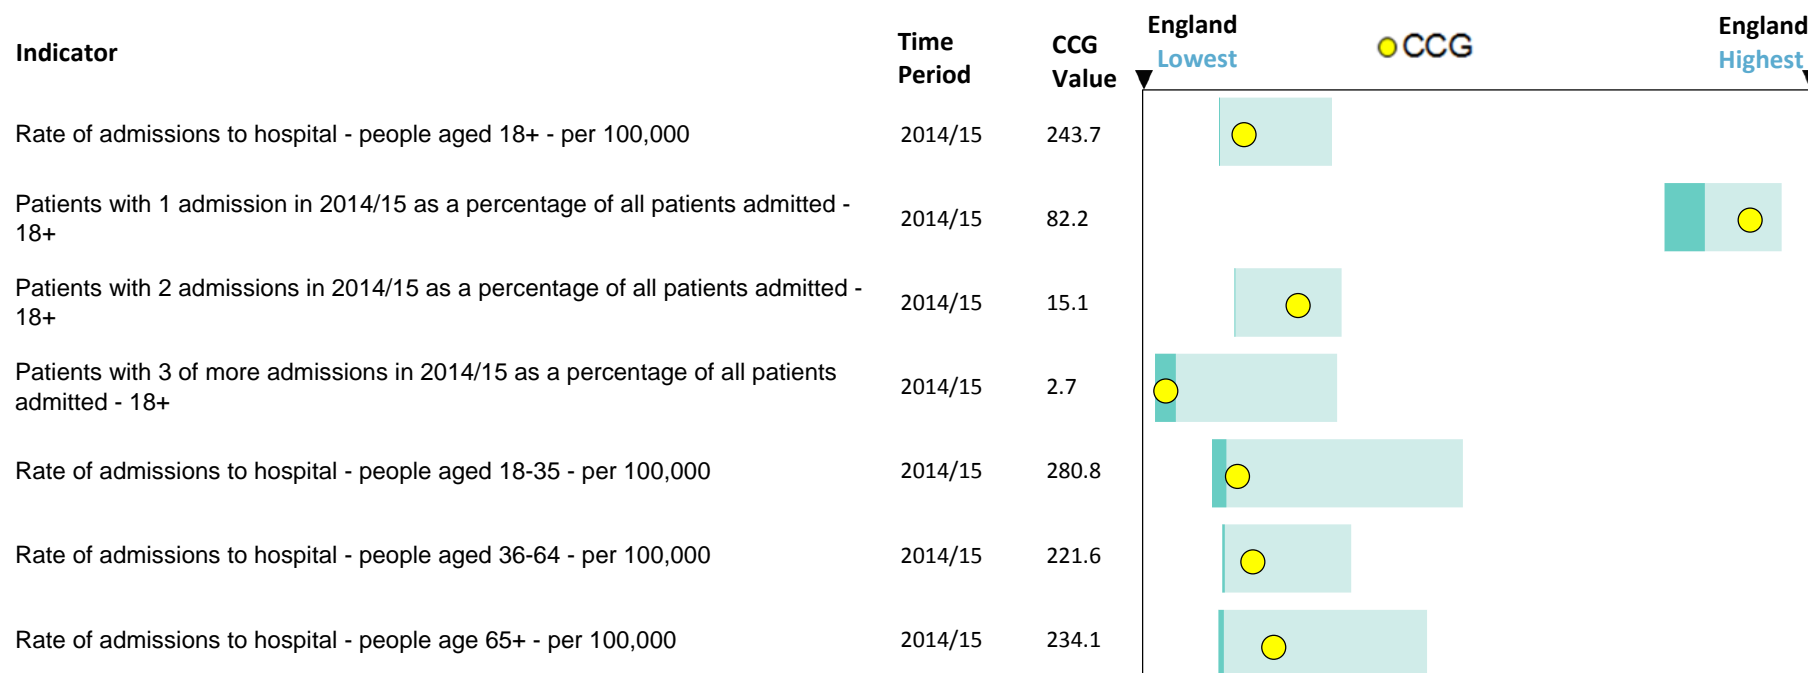 Indicator
Time Period
CCG Value
England Lowest
CCG
England Highest
Rate of admissions to hospital - people aged 18+ - per 100,000 2014/15 243.7
Patients with 1 admission in 2014/15 as a percentage of all patients admitted -
18+
2014/15 82.2
Patients with 2 admissions in 2014/15 as a percentage of all patients admitted -
18+
2014/15 15.1
Patients with 3 of more admissions in 2014/15 as a percentage of all patients
admitted - 18+
2014/15 2.7
Rate of admissions to hospital - people aged 18-35 - per 100,000 2014/15 280.8
Rate of admissions to hospital - people aged 36-64 - per 100,000 2014/15 221.6
Rate of admissions to hospital - people age 65+ - per 100,000 2014/15 234.1